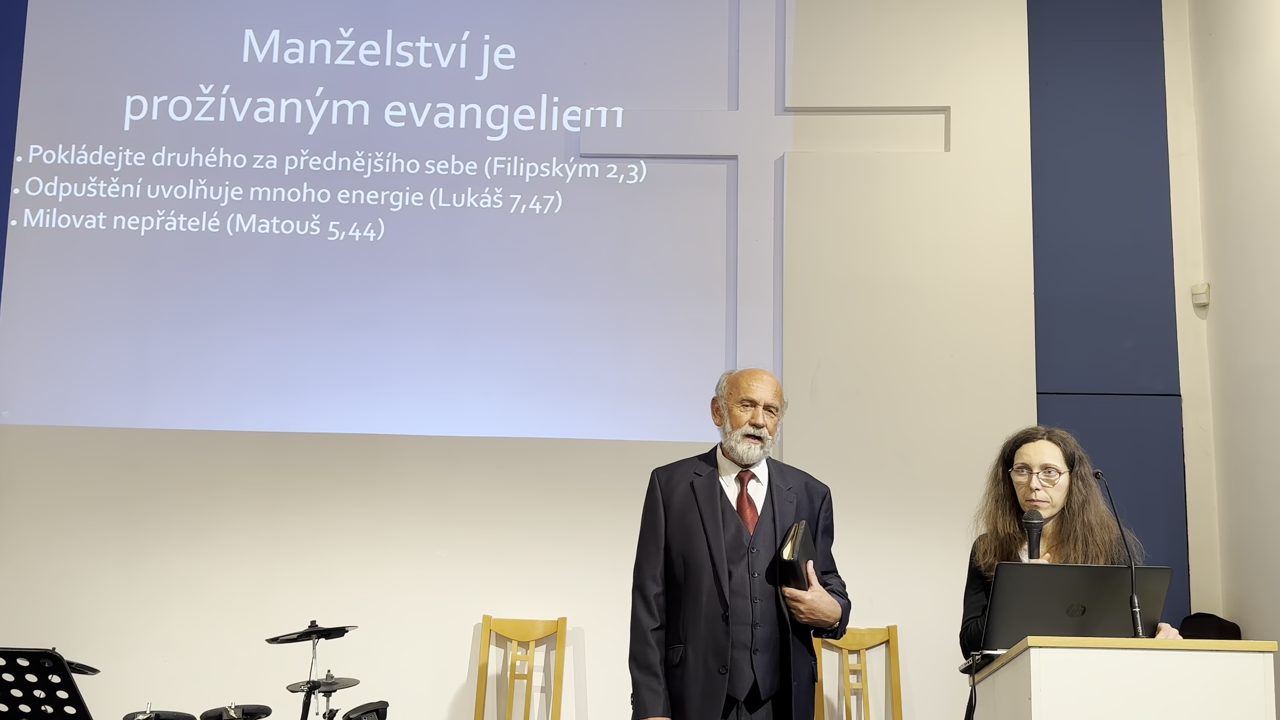 Manželství je
prožívaným evangeliem
• Pokládejte druhého za přednějšího sebe (Filipským 2,3)
• Odpuštění uvolňuje mnoho energie (Lukáš 7,47)
• Milovat nepřátelé (Matouš 5,44)
hp